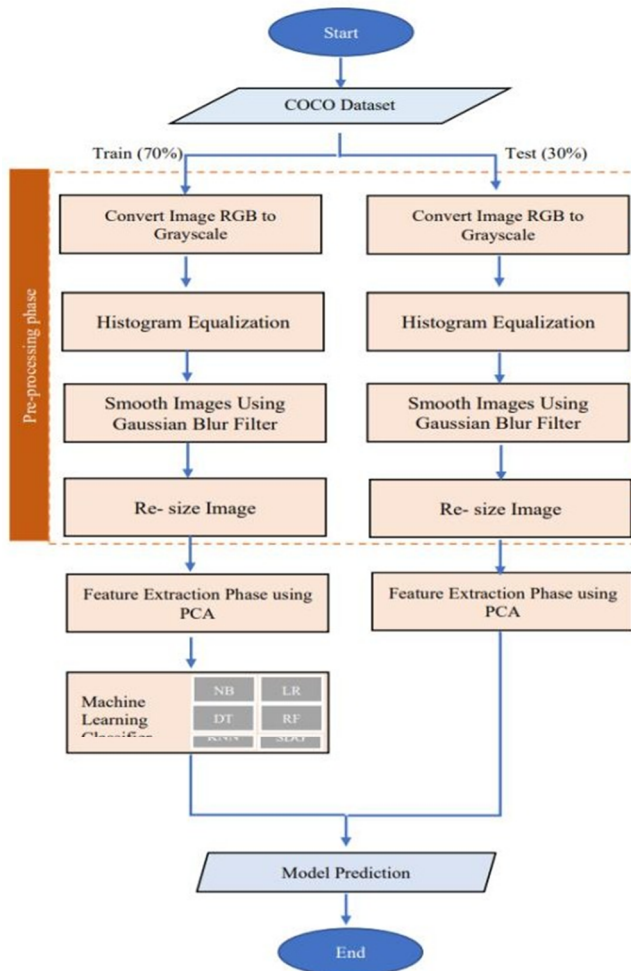 Start
COCO Dataset
Train (70%)
Test (30%)
Pre-processing phase
Convert Image RGB to
Grayscale
Convert Image RGB to
Grayscale
Histogram Equalization
Histogram Equalization
Smooth Images Using
Gaussian Blur Filter
Smooth Images Using
Gaussian Blur Filter
Re- size Image
Re- size Image
Feature Extraction Phase using
PCA
Feature Extraction Phase using
PCA
Machine
Learning
Classifier
NB
LR
DT
RF
KNN
SDG
Model Prediction
End